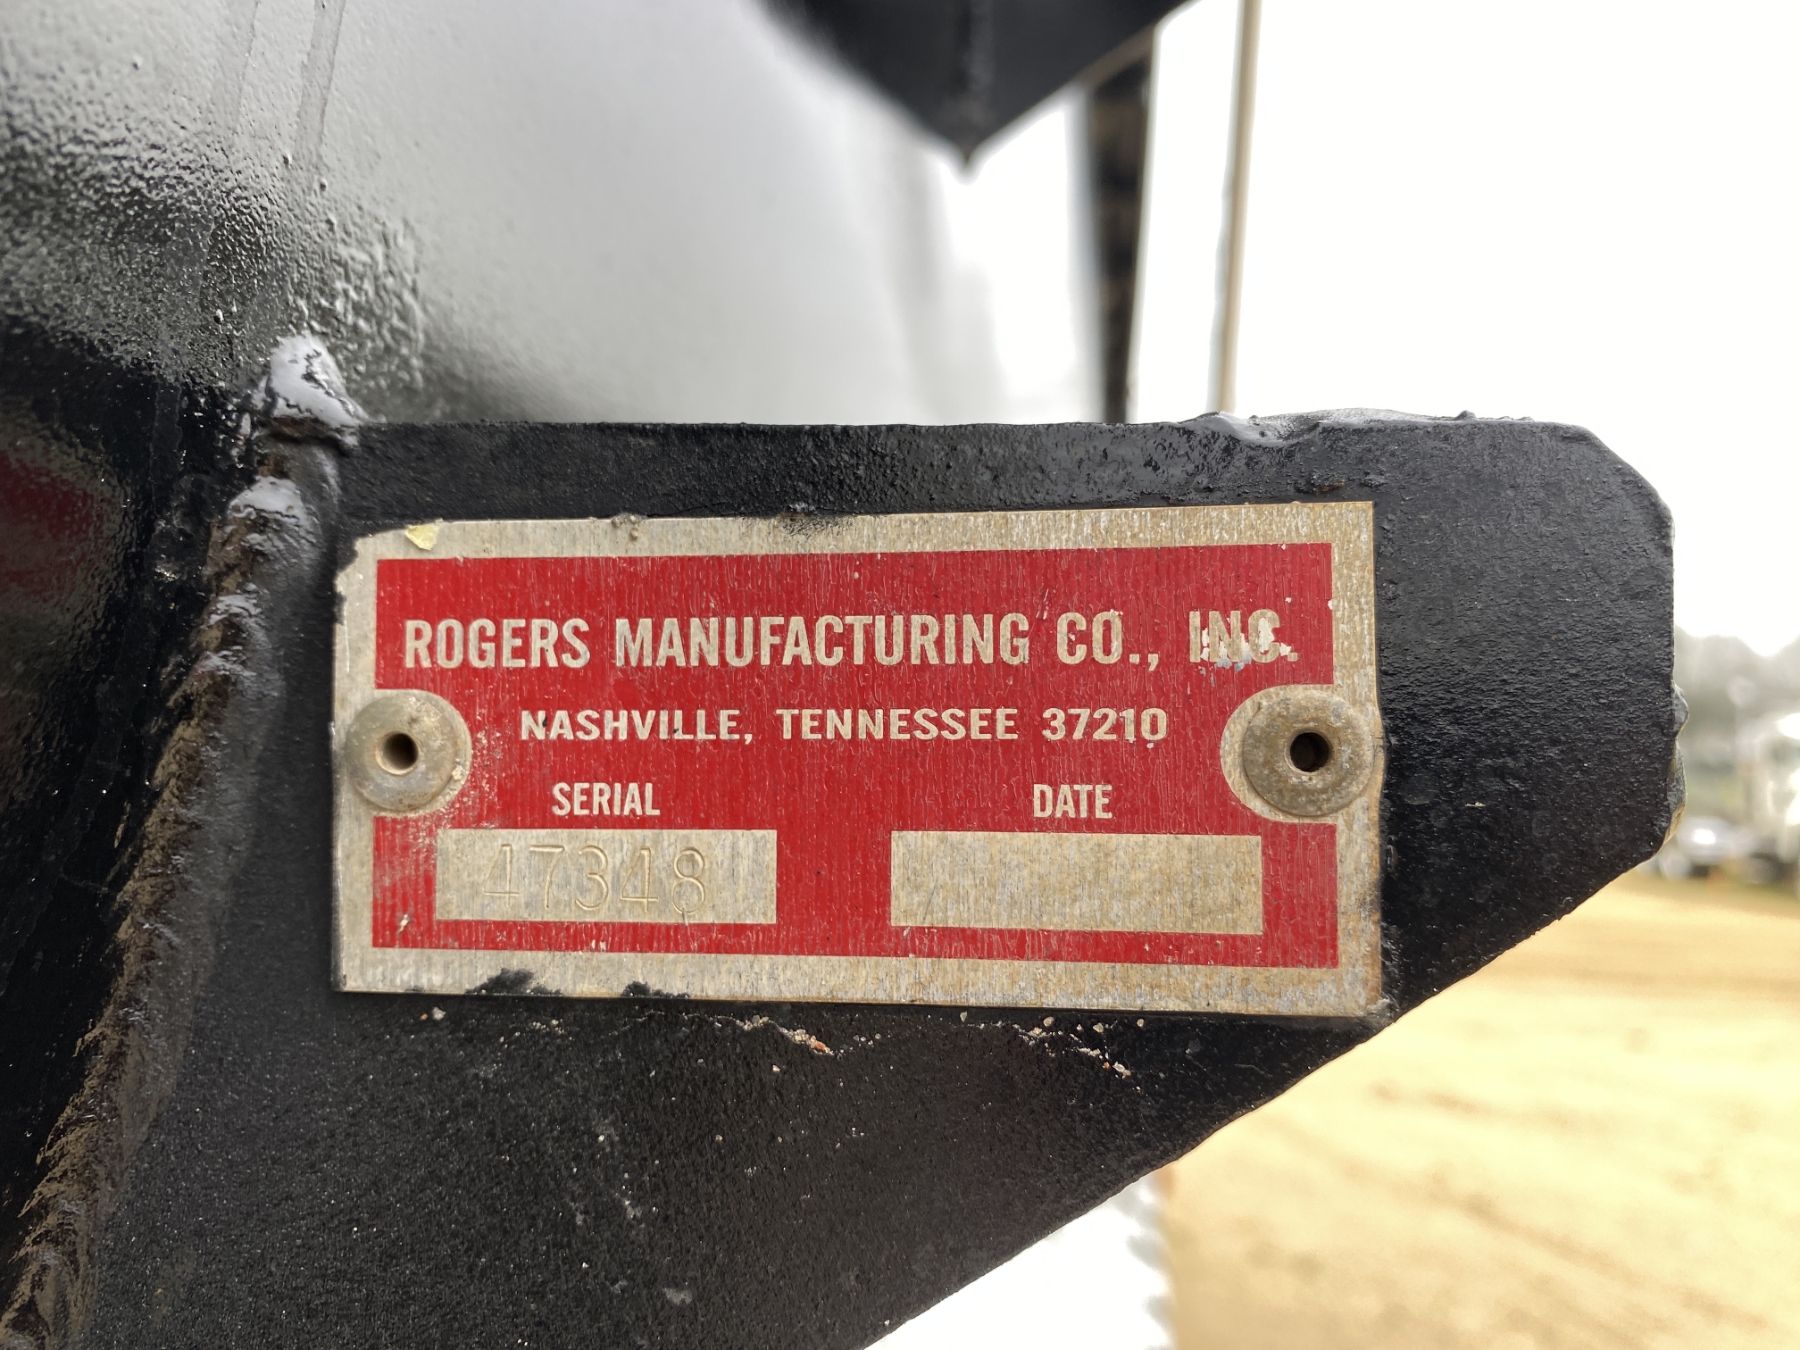 ROGERS MANUFACTURING CO., INC.
NASHVILLE, TENNESSEE 37210
SERIAL DATE
47348